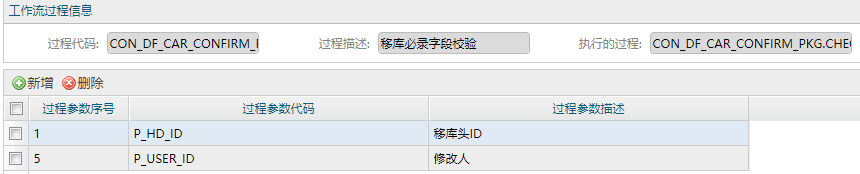 工作流过程信息
过程代码: CON_DF_CAR_CONFIRM_ 过程描述: 移库必录字段校验 执行的过程: CON_DF_CAR_CONFIRM_PKG.CHE
新增 删除
过程参数序号 过程参数代码 过程参数描述
1 P_HD_ID 移库头ID
5 P_USER_ID 修改人